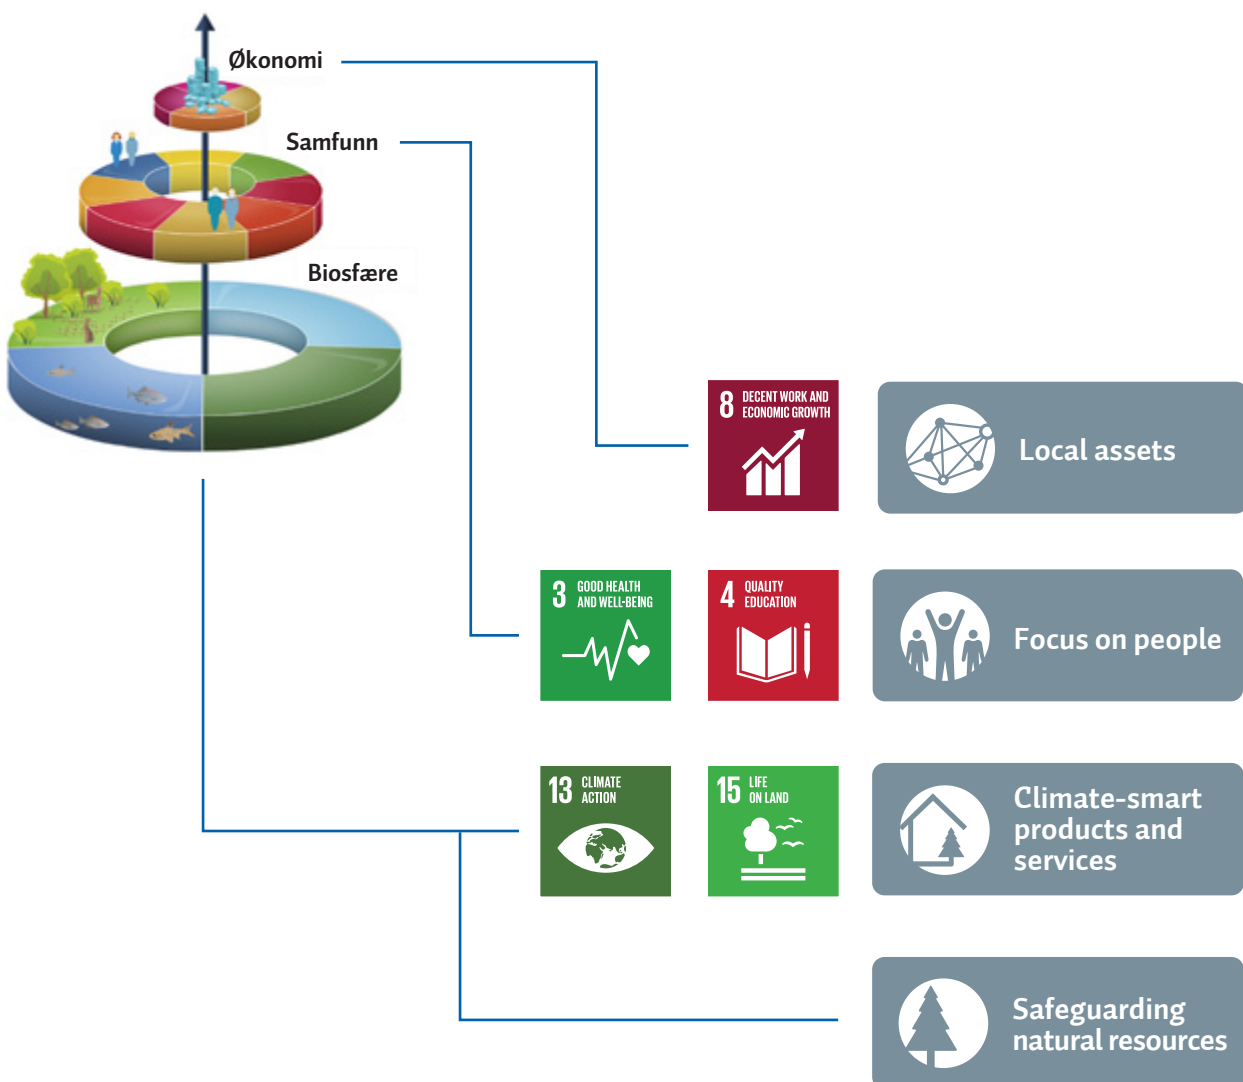 Økonomi
Samfunn
Biosfære
8 DECENT WORK AND
ECONOMIC GROWTH
Local assets
3 GOOD HEALTH
AND WELL-BEING
4 QUALITY
EDUCATION
Focus on people
13 CLIMATE
ACTION
15 LIFE
ON LAND
Climate-smart
products and
services
Safeguarding
natural resources